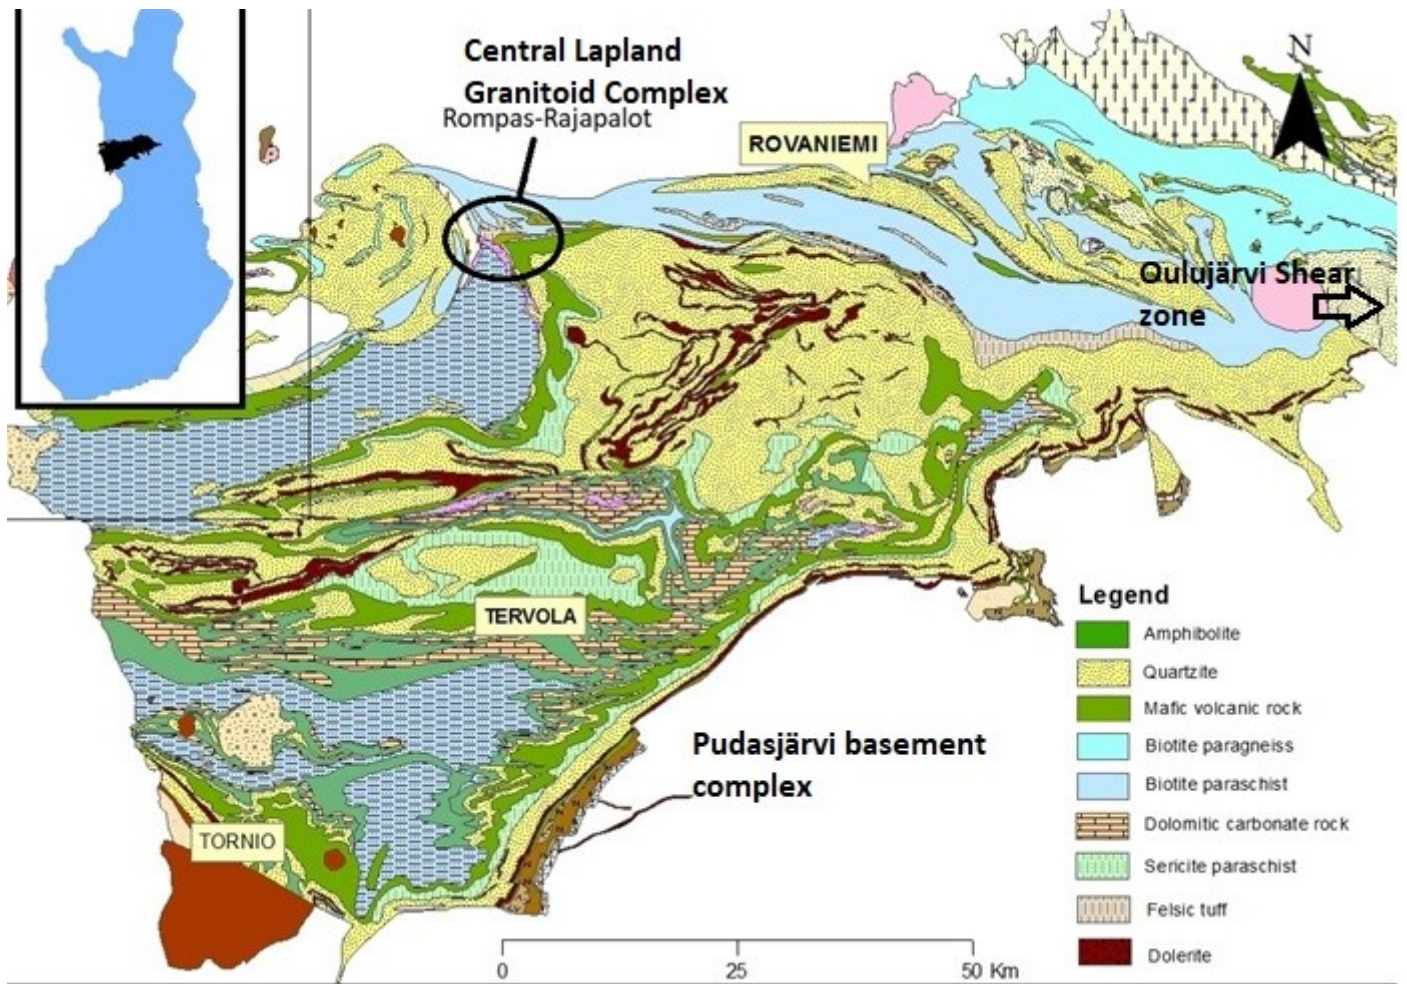 Central Lapland
Granitoid Complex
Rompas-Rajapalot
N
ROVANIEMI
Oulujärvi Shear
zone
TERVOLA
Pudasjärvi basement
complex
TORNIO
Legend
Amphibolite
Quartzite
Mafic volcanic rock
Biotite paragneiss
Biotite paraschist
Dolomitic carbonate rock
Sericite paraschist
Felsic tuff
Dolerite
0 25 50 Km